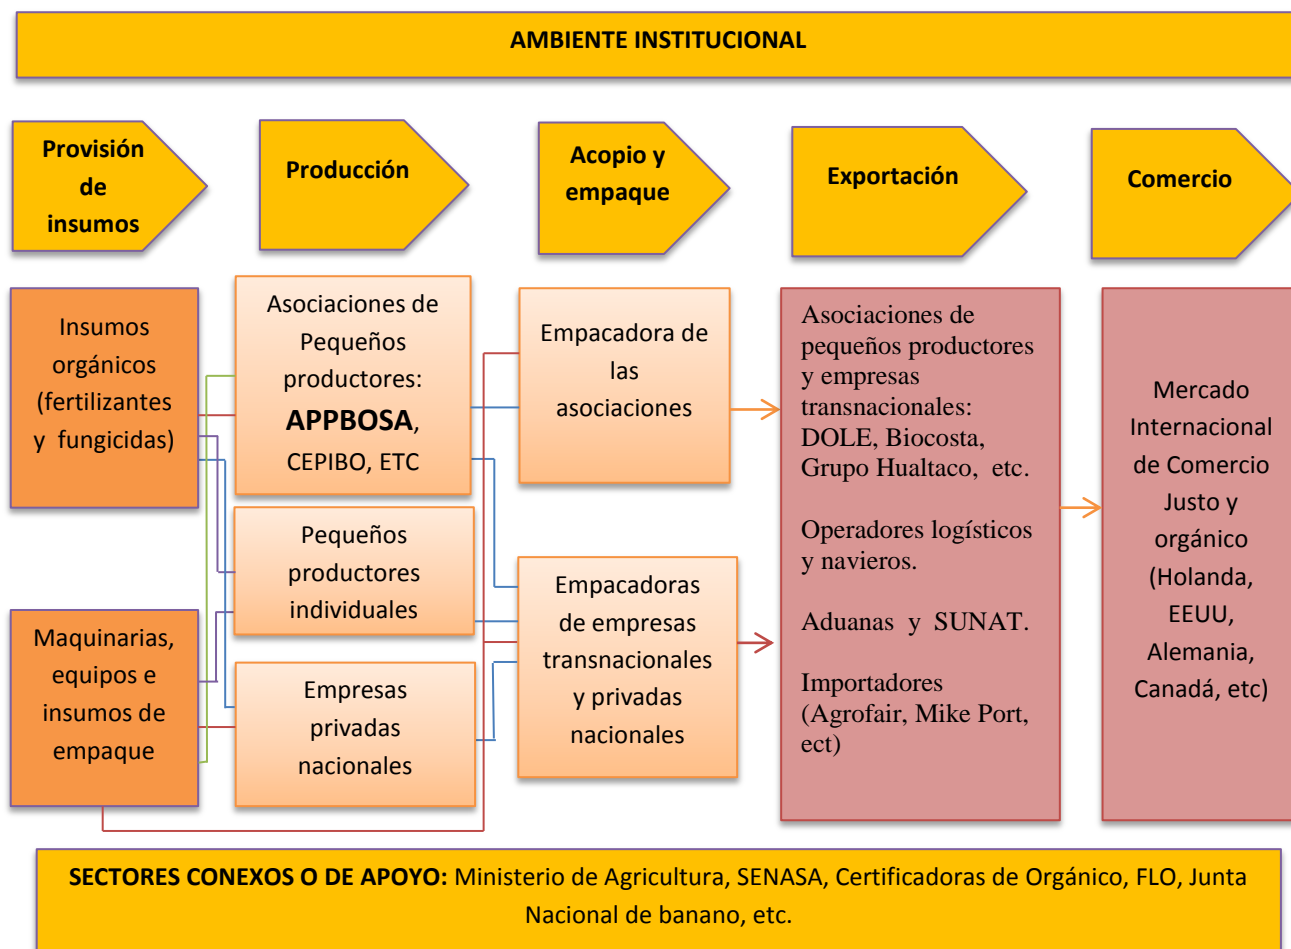 AMBIENTE INSTITUCIONAL
Provisión
de
insumos
Producción
Acopio y
empaque
Exportación
Comercio
Insumos
orgánicos
(fertilizantes
y fungicidas)
Maquinarias,
equipos e
insumos de
empaque
Asociaciones de
Pequeños
productores:
APPBOSA,
CEPIBO, ETC
Pequeños
productores
individuales
Empresas
privadas
nacionales
Empacadora de
las
asociaciones
Empacadoras
de empresas
transnacionales
y privadas
nacionales
Asociaciones de
pequeños productores
y empresas
transnacionales:
DOLE, Biocosta,
Grupo Hualtaco, etc.
Operadores logísticos
y navieros.
Aduanas y SUNAT.
Importadores
(Agrofair, Mike Port,
ect)
Mercado
Internacional
de Comercio
Justo y
orgánico
(Holanda,
EEUU,
Alemania,
Canadá, etc)
SECTORES CONEXOS O DE APOYO: Ministerio de Agricultura, SENASA, Certificadoras de Orgánico, FLO, Junta
Nacional de banano, etc.